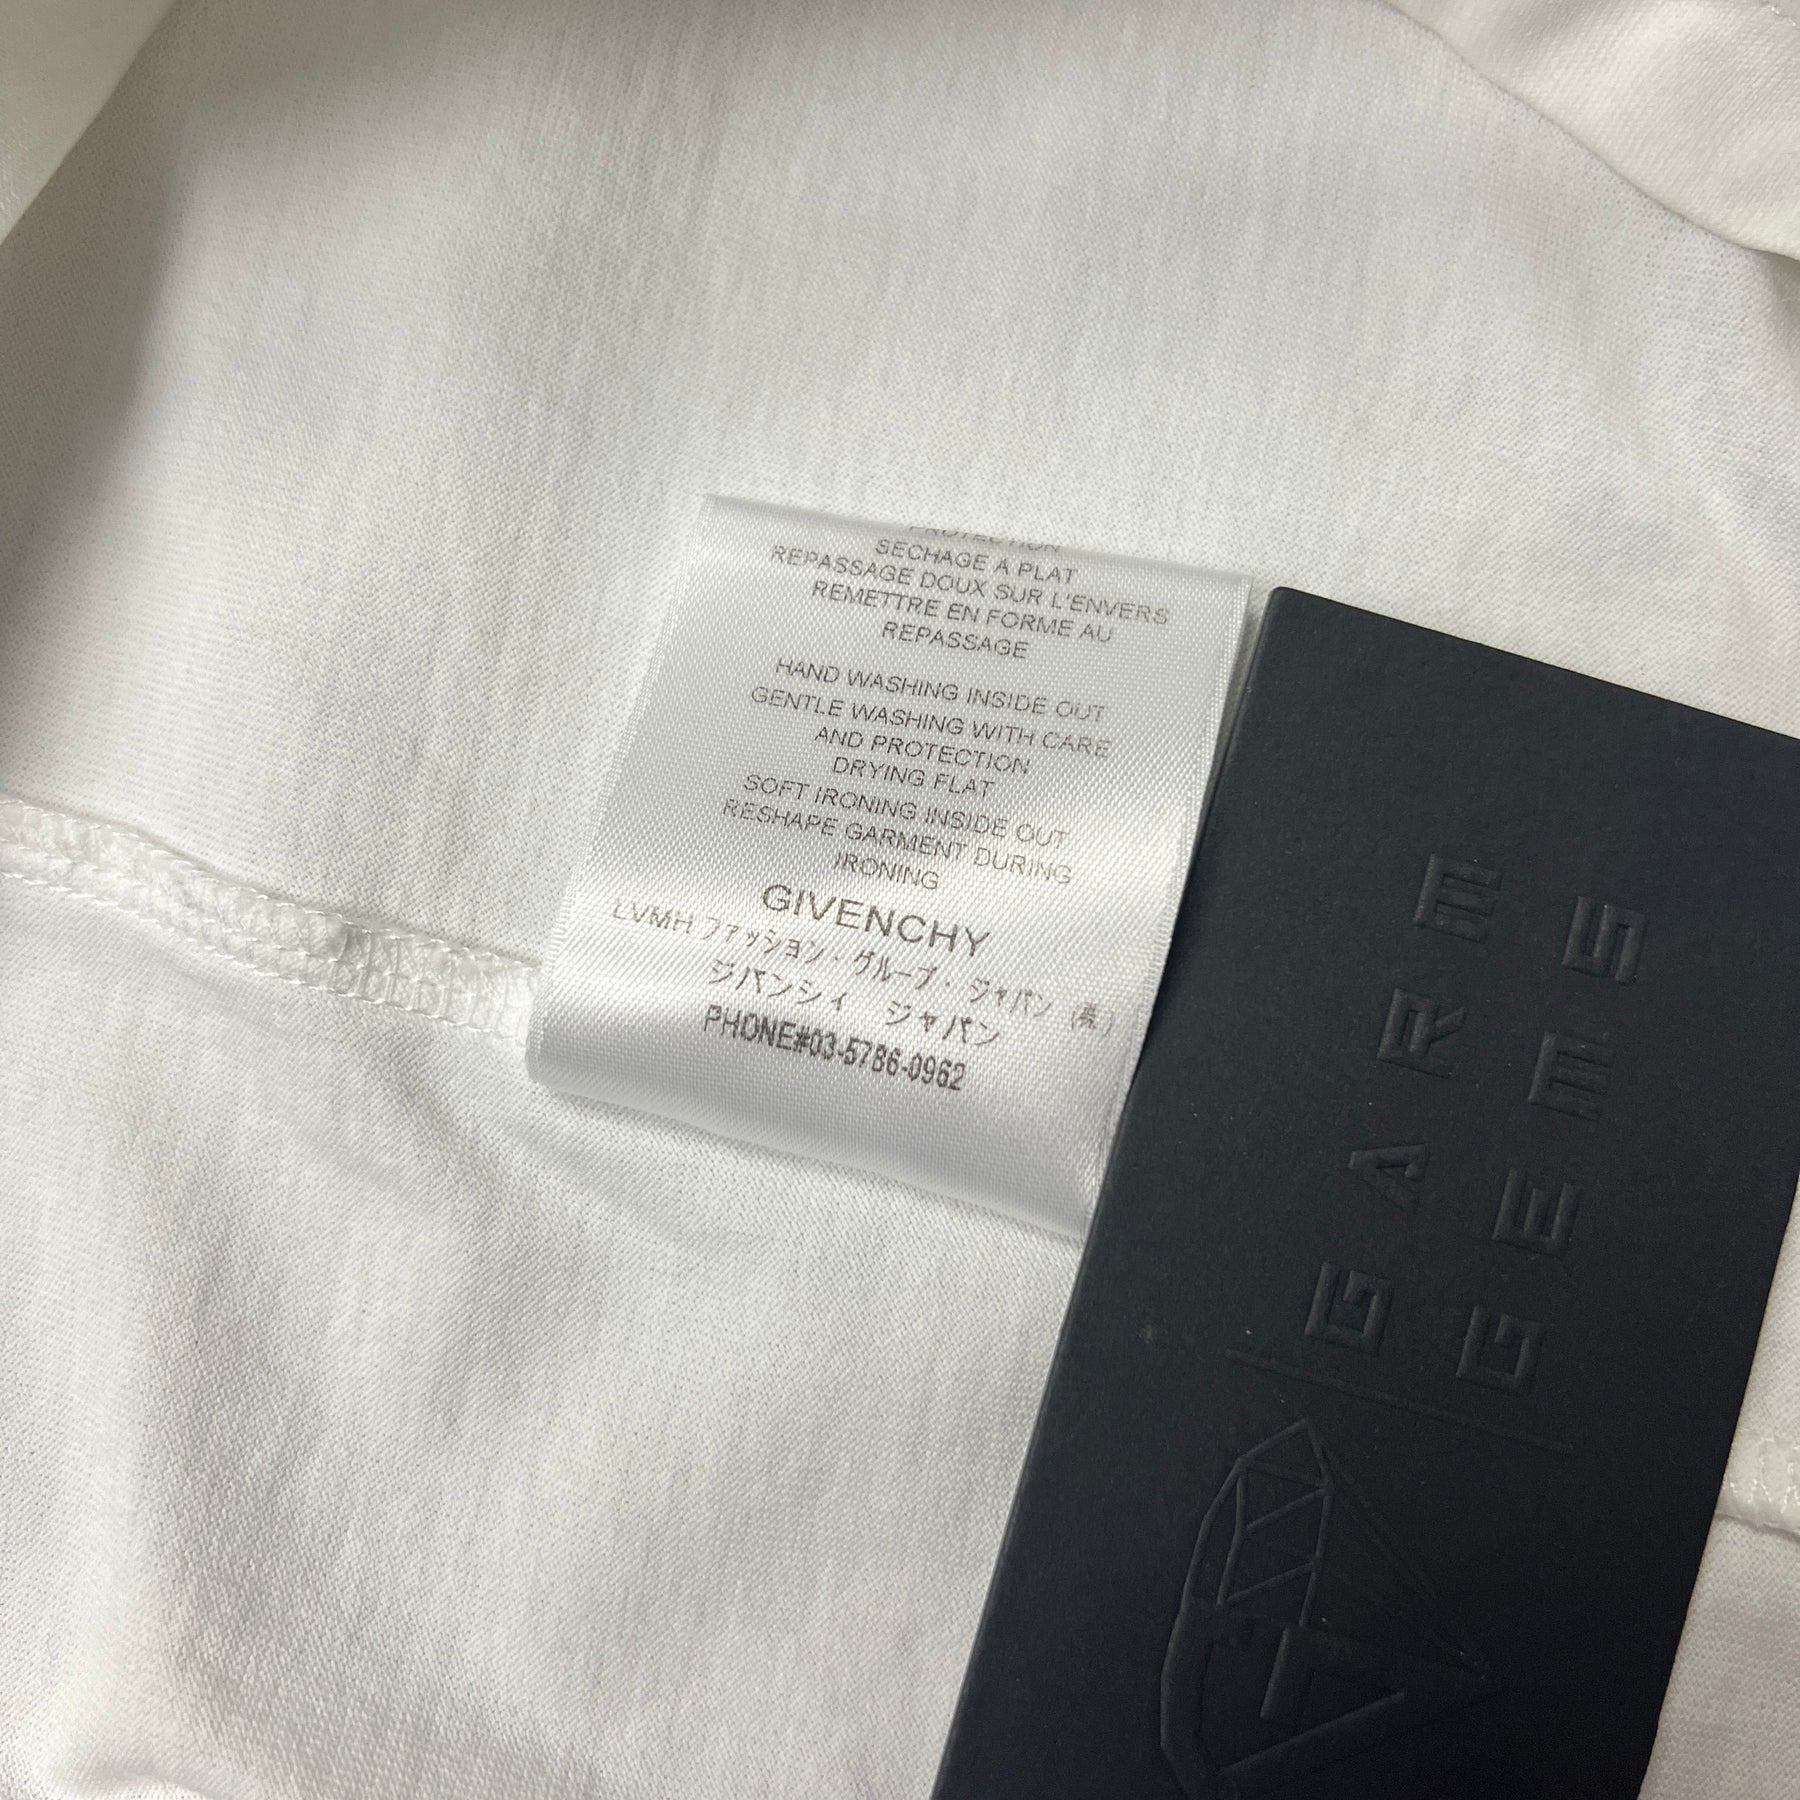 PROTECTION
SECHAGE A PLAT
REPASSAGE DOUX SUR L'ENVERS
REMETTRE EN FORME AU
REPASSAGE
HAND WASHING INSIDE OUT
GENTLE WASHING WITH CARE
AND PROTECTION
DRYING FLAT
SOFT IRONING INSIDE OUT
RESHAPE GARMENT DURING
IRONING
GIVENCHY
LVMH ファッション・グループ・ジャパン (株)
ジバンシィ ジャパン
PHONE#03-5786-0962
GARM
GEMS